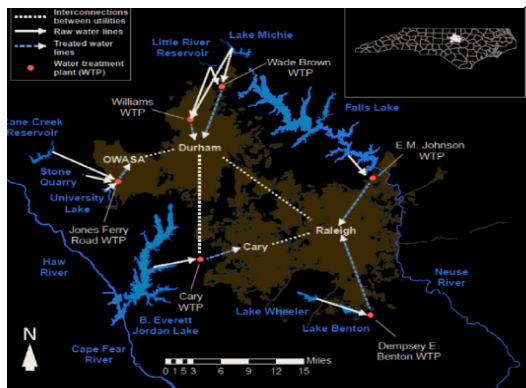 Interconnections
between utilities
Raw water lines
Treated water
lines
Water treatment
plant (WTP)
Lake Michie
Little River
Reservoir
Wade Brown
WTP
Williams
WTP
Falls Lake
Cane Creek
Reservoir
E.M. Johnson
WTP
OWASA
Durham
Stone
Quarry
University
Lake
Jones Ferry
Road WTP
Raleigh
Cary
Haw
River
Cary
WTP
Neuse
River
B. Everett
Jordan Lake
Lake Wheeler
Lake Benton
Dempsey E.
Benton WTP
N
Cape Fear
River
Miles
0 1.5 3 6 9 12 15